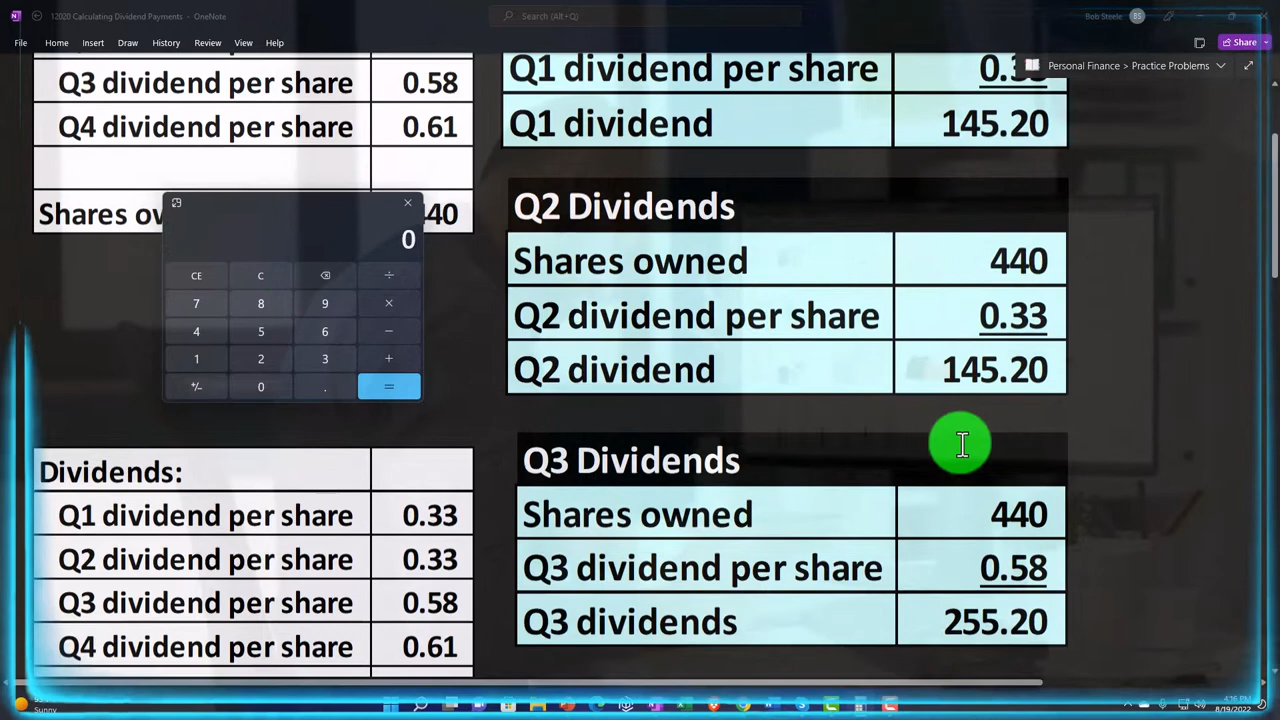 12020 Calculating Dividend Payments - OneNote
Search (Alt+Q)
Bob Steele
BS
File Home Insert Draw History Review View Help
Share
Personal Finance > Practice Problems
Q3 dividend per share 0.58
Q4 dividend per share 0.61
40
0
CE C ÷
7 8 9 ×
4 5 6 −
1 2 3 +
+/- 0 . =
Dividends:
Q1 dividend per share 0.33
Q2 dividend per share 0.33
Q3 dividend per share 0.58
Q4 dividend per share 0.61
Q1 dividend per share
Q1 dividend 145.20
Q2 Dividends
Shares owned 440
Q2 dividend per share 0.33
Q2 dividend 145.20
Q3 Dividends
Shares owned 440
Q3 dividend per share 0.58
Q3 dividends 255.20
Sunny
4:16 PM
8/19/2022